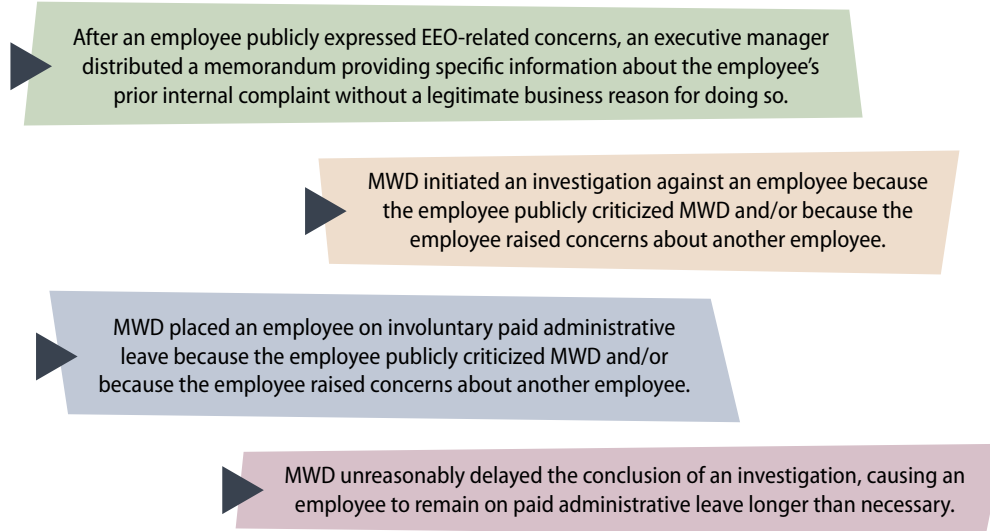 After an employee publicly expressed EEO-related concerns, an executive manager
distributed a memorandum providing specific information about the employee’s
prior internal complaint without a legitimate business reason for doing so.
MWD initiated an investigation against an employee because
the employee publicly criticized MWD and/or because the
employee raised concerns about another employee.
MWD placed an employee on involuntary paid administrative
leave because the employee publicly criticized MWD and/or
because the employee raised concerns about another employee.
MWD unreasonably delayed the conclusion of an investigation, causing an
employee to remain on paid administrative leave longer than necessary.